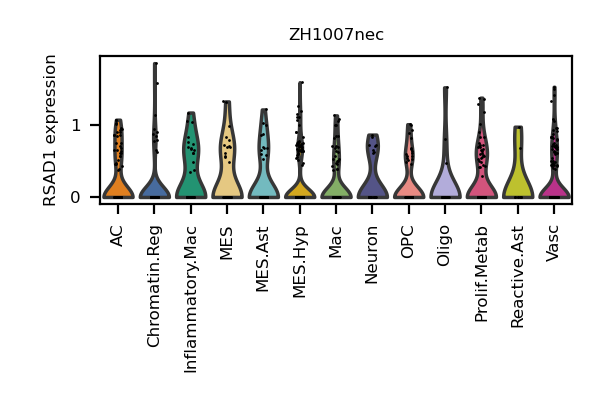 ZH1007nec
RSAD1 expression
1
0
AC
Chromatin.Reg
Inflammatory.Mac
MES
MES.Ast
MES.Hyp
Mac
Neuron
OPC
Oligo
Prolif.Metab
Reactive.Ast
Vasc